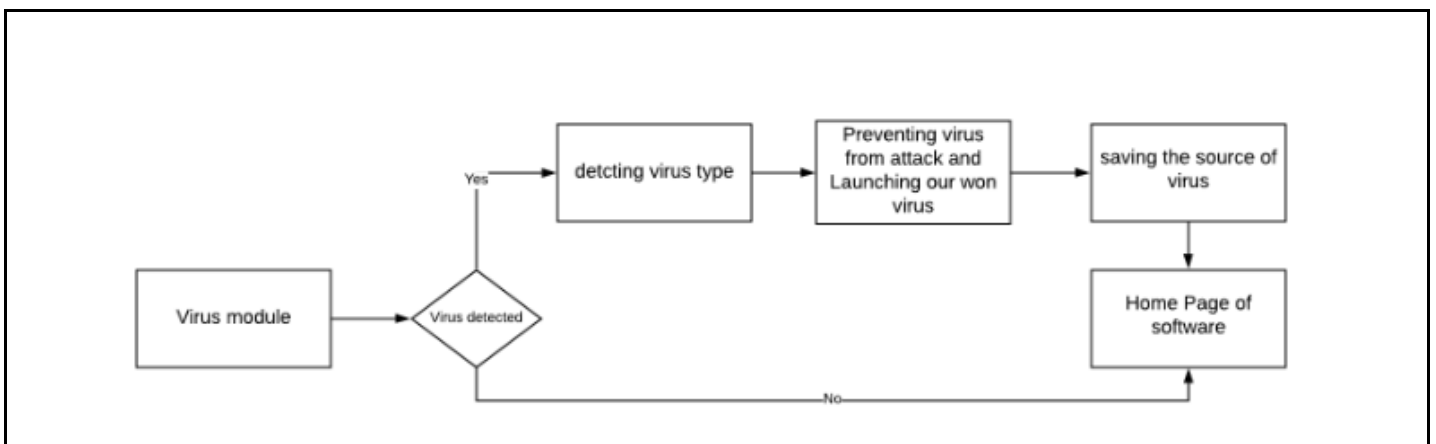 Preventing virus
from attack and
Launching our won
virus
saving the source of
virus
detcting virus type
Yes
Virus module
Virus detected
Home Page of
software
No